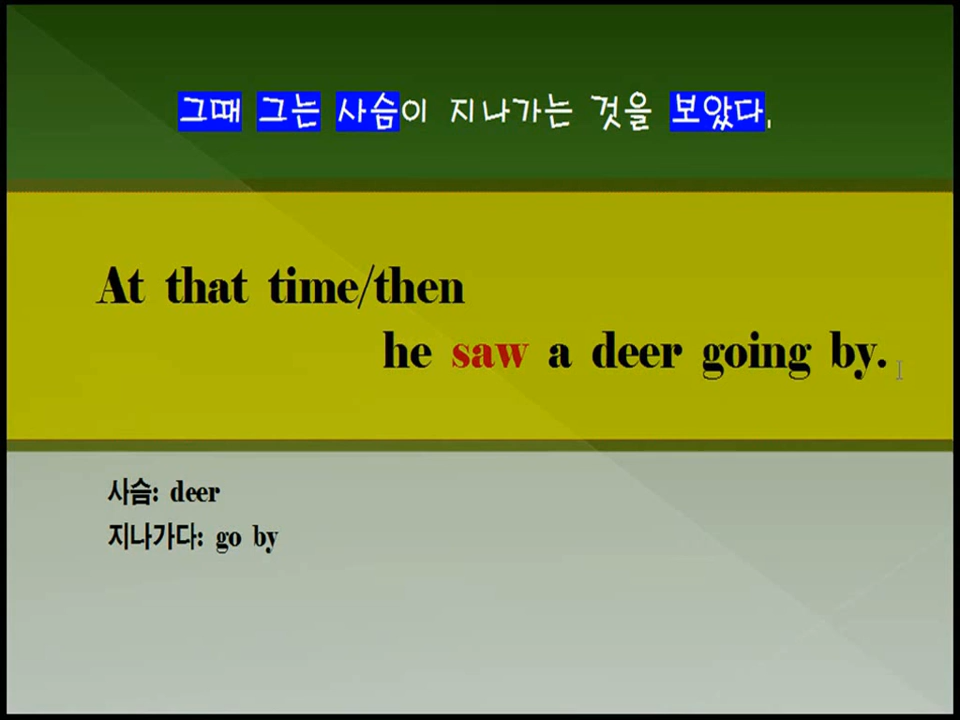 그때 그는 사슴이 지나가는 것을 보았다.
At that time/then
he saw a deer going by.
사슴: deer
지나가다: go by